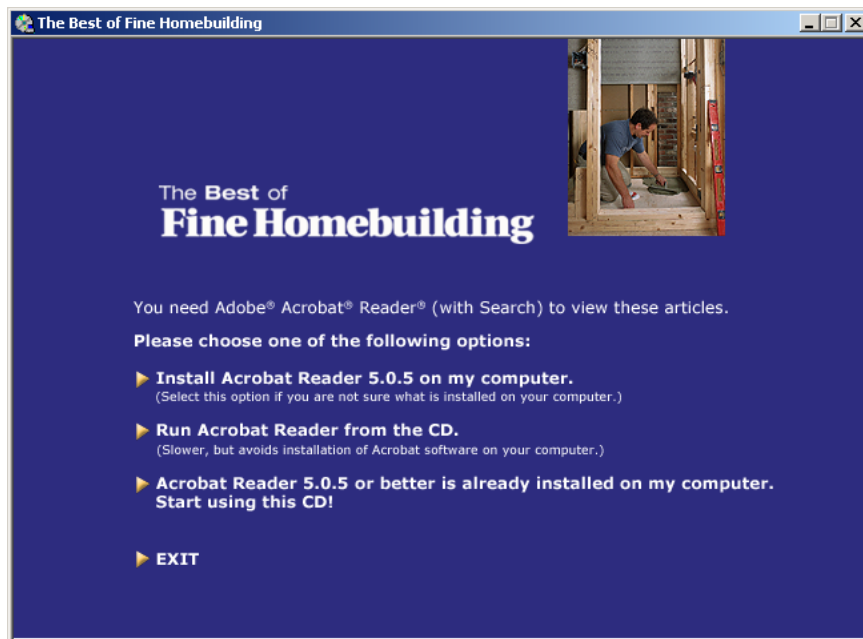 The Best of Fine Homebuilding
The Best of
Fine Homebuilding
You need Adobe® Acrobat® Reader® (with Search) to view these articles.
Please choose one of the following options:
Install Acrobat Reader 5.0.5 on my computer.
(Select this option if you are not sure what is installed on your computer.)
Run Acrobat Reader from the CD.
(Slower, but avoids installation of Acrobat software on your computer.)
Acrobat Reader 5.0.5 or better is already installed on my computer.
Start using this CD!
EXIT